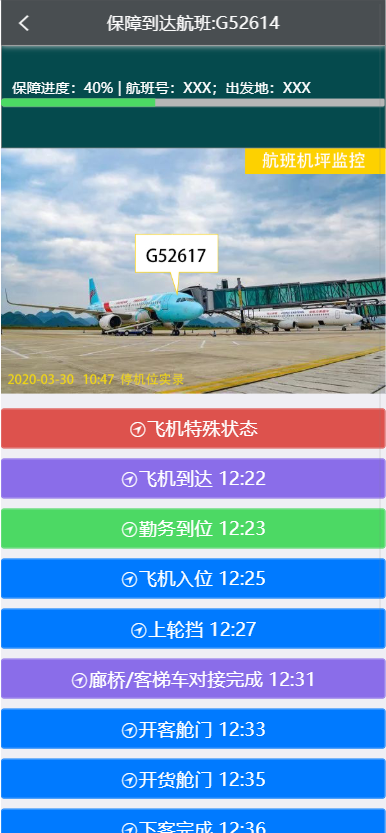 保障到达航班:G52614
保障进度：40% | 航班号：XXX；出发地：XXX
航班机坪监控
G52617
2020-03-30 10:47 停机位实录
飞机特殊状态
飞机到达 12:22
勤务到位 12:23
飞机入位 12:25
上轮挡 12:27
廊桥/客梯车对接完成 12:31
开客舱门 12:33
开货舱门 12:35
下客完成 12:36